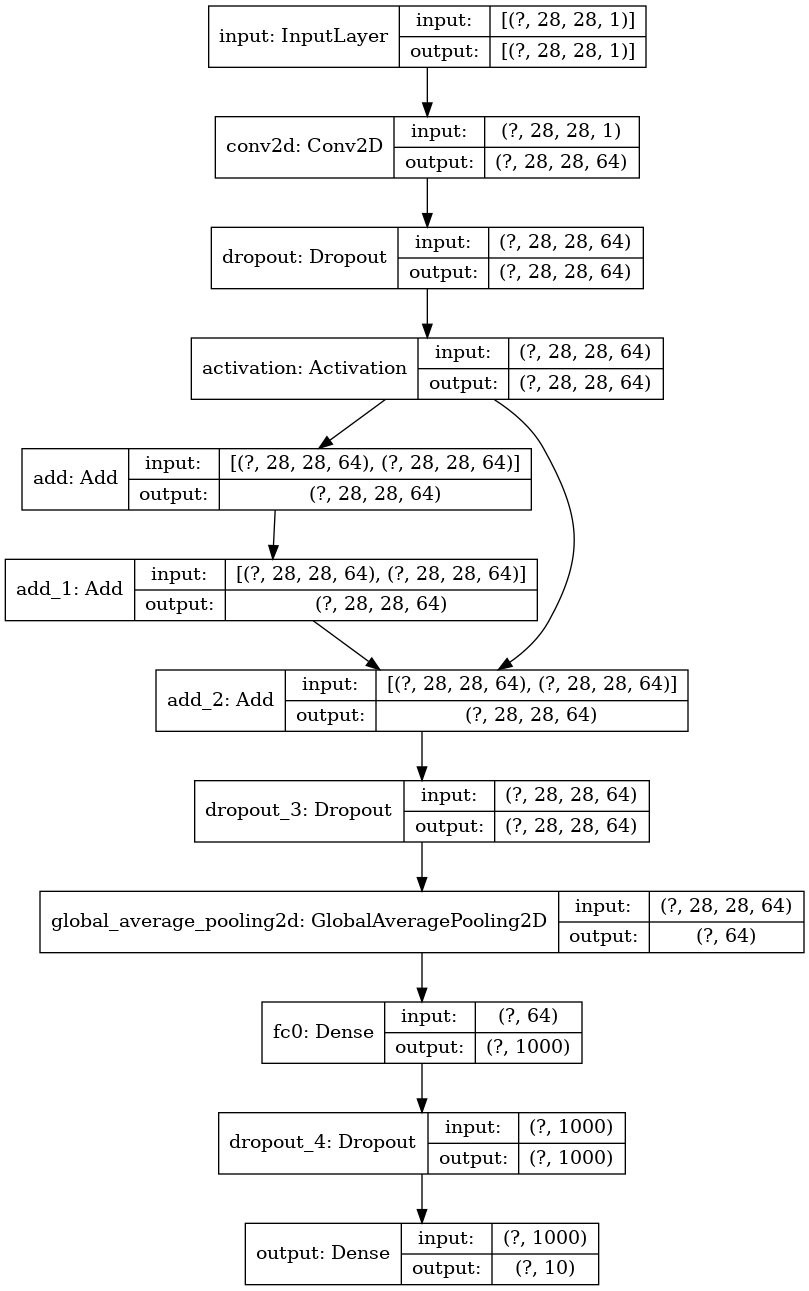 input: InputLayer
input:
[(?, 28, 28, 1)]
output:
[(?, 28, 28, 1)]
conv2d: Conv2D
input:
(?, 28, 28, 1)
output:
(?, 28, 28, 64)
dropout: Dropout
input:
(?, 28, 28, 64)
output:
(?, 28, 28, 64)
activation: Activation
input:
(?, 28, 28, 64)
output:
(?, 28, 28, 64)
add: Add
input:
[(?, 28, 28, 64), (?, 28, 28, 64)]
output:
(?, 28, 28, 64)
add_1: Add
input:
[(?, 28, 28, 64), (?, 28, 28, 64)]
output:
(?, 28, 28, 64)
add_2: Add
input:
[(?, 28, 28, 64), (?, 28, 28, 64)]
output:
(?, 28, 28, 64)
dropout_3: Dropout
input:
(?, 28, 28, 64)
output:
(?, 28, 28, 64)
global_average_pooling2d: GlobalAveragePooling2D
input:
(?, 28, 28, 64)
output:
(?, 64)
fc0: Dense
input:
(?, 64)
output:
(?, 1000)
dropout_4: Dropout
input:
(?, 1000)
output:
(?, 1000)
output: Dense
input:
(?, 1000)
output:
(?, 10)